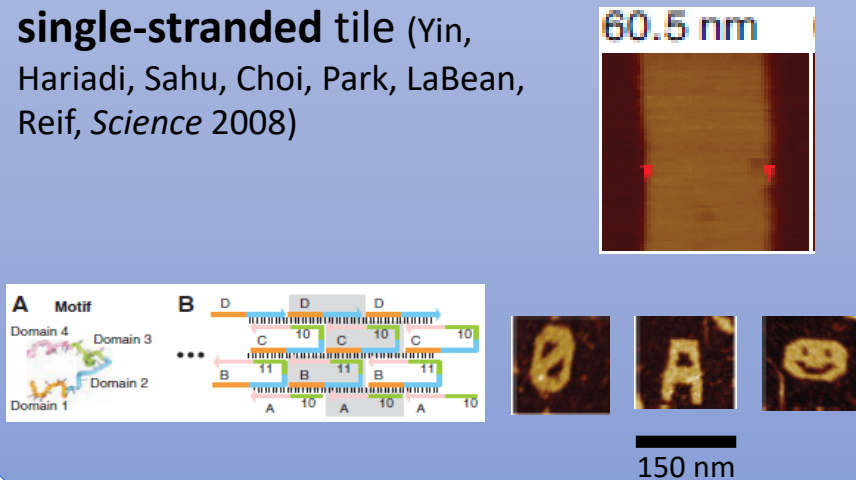 single-stranded tile (Yin,
Hariadi, Sahu, Choi, Park, LaBean,
Reif, Science 2008)
60.5 nm
A Motif
Domain 4
Domain 3
Domain 2
Domain 1
B
D D D
C 10 C 10 C 10
11 11
B B B
A 10 A 10 A 10
150 nm